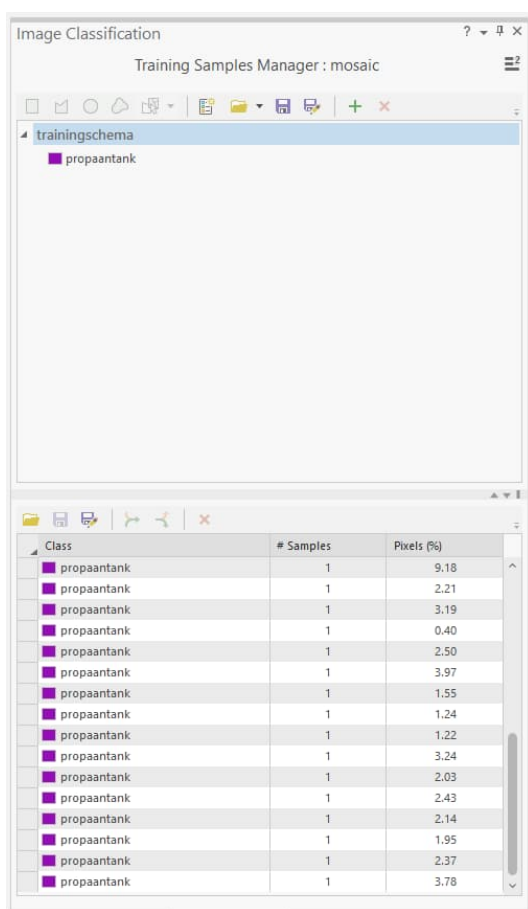 Image Classification
Training Samples Manager : mosaic
trainingschema
propaantank
Class # Samples Pixels (%)
propaantank 1 9.18
propaantank 1 2.21
propaantank 1 3.19
propaantank 1 0.40
propaantank 1 2.50
propaantank 1 3.97
propaantank 1 1.55
propaantank 1 1.24
propaantank 1 1.22
propaantank 1 3.24
propaantank 1 2.03
propaantank 1 2.43
propaantank 1 2.14
propaantank 1 1.95
propaantank 1 2.37
propaantank 1 3.78